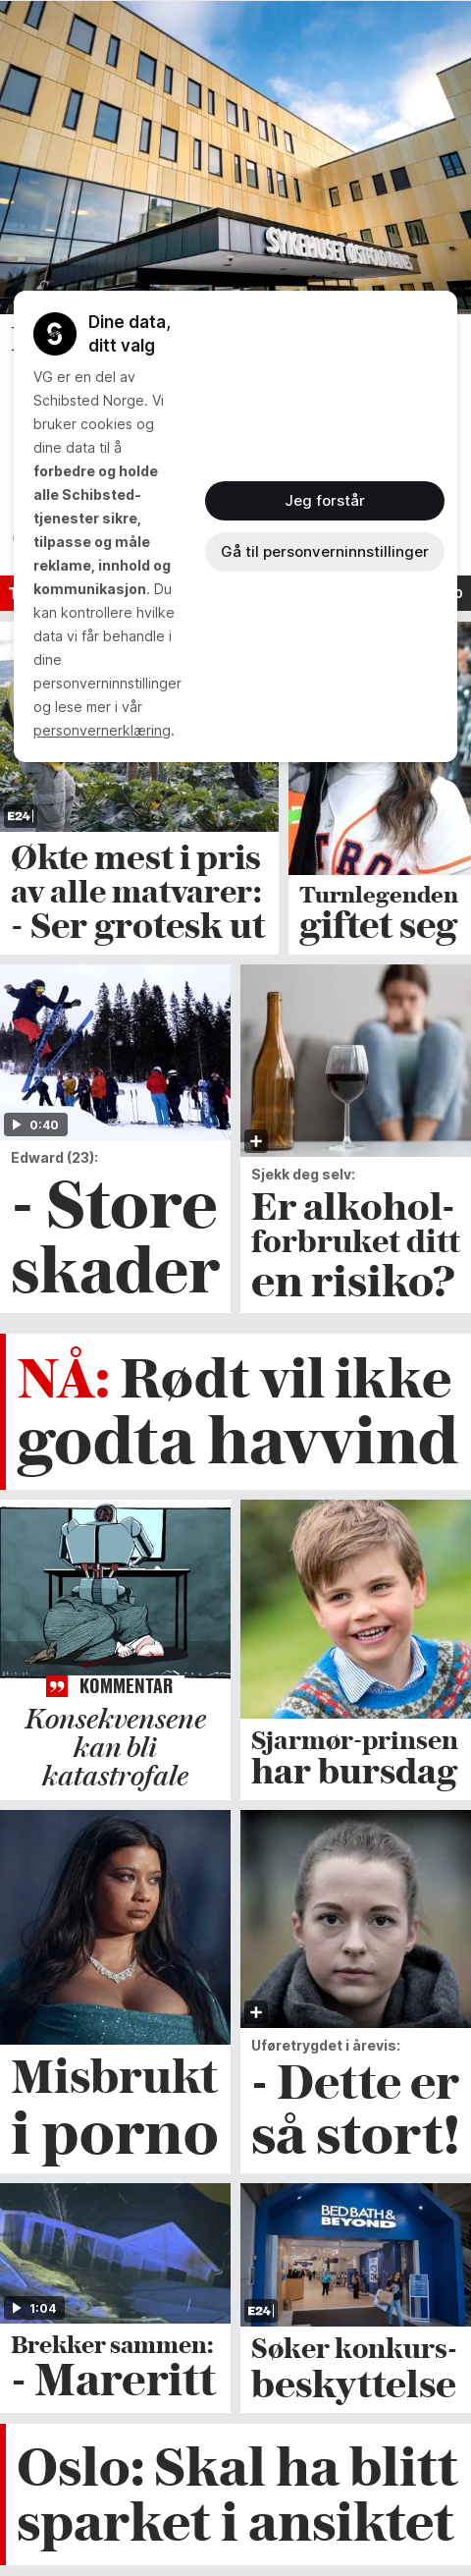 SYKEHUSET ØSTFOLD KALNES
Dine data,
ditt valg
VG er en del av
Schibsted Norge. Vi
bruker cookies og
dine data til å
forbedre og holde
alle Schibsted-
tjenester sikre,
tilpasse og måle
reklame, innhold og
kommunikasjon. Du
kan kontrollere hvilke
data vi får behandle i
dine
personverninnstillinger
og lese mer i vår
personvernerklæring.
Jeg forstår
Gå til personverninnstillinger
E24
Økte mest i pris
av alle matvarer:
- Ser grotesk ut
Turnlegenden
giftet seg
0:40
Edward (23):
- Store
skader
Sjekk deg selv:
Er alkohol-
forbruket ditt
en risiko?
NÅ: Rødt vil ikke
godta havvind
KOMMENTAR
Konsekvensene
kan bli
katastrofale
Sjarmør-prinsen
har bursdag
Misbrukt
i porno
Uføretrygdet i årevis:
- Dette er
så stort!
1:04
Brekker sammen:
- Mareritt
BED BATH &
BEYOND
E24
Søker konkurs-
beskyttelse
Oslo: Skal ha blitt
sparket i ansiktet